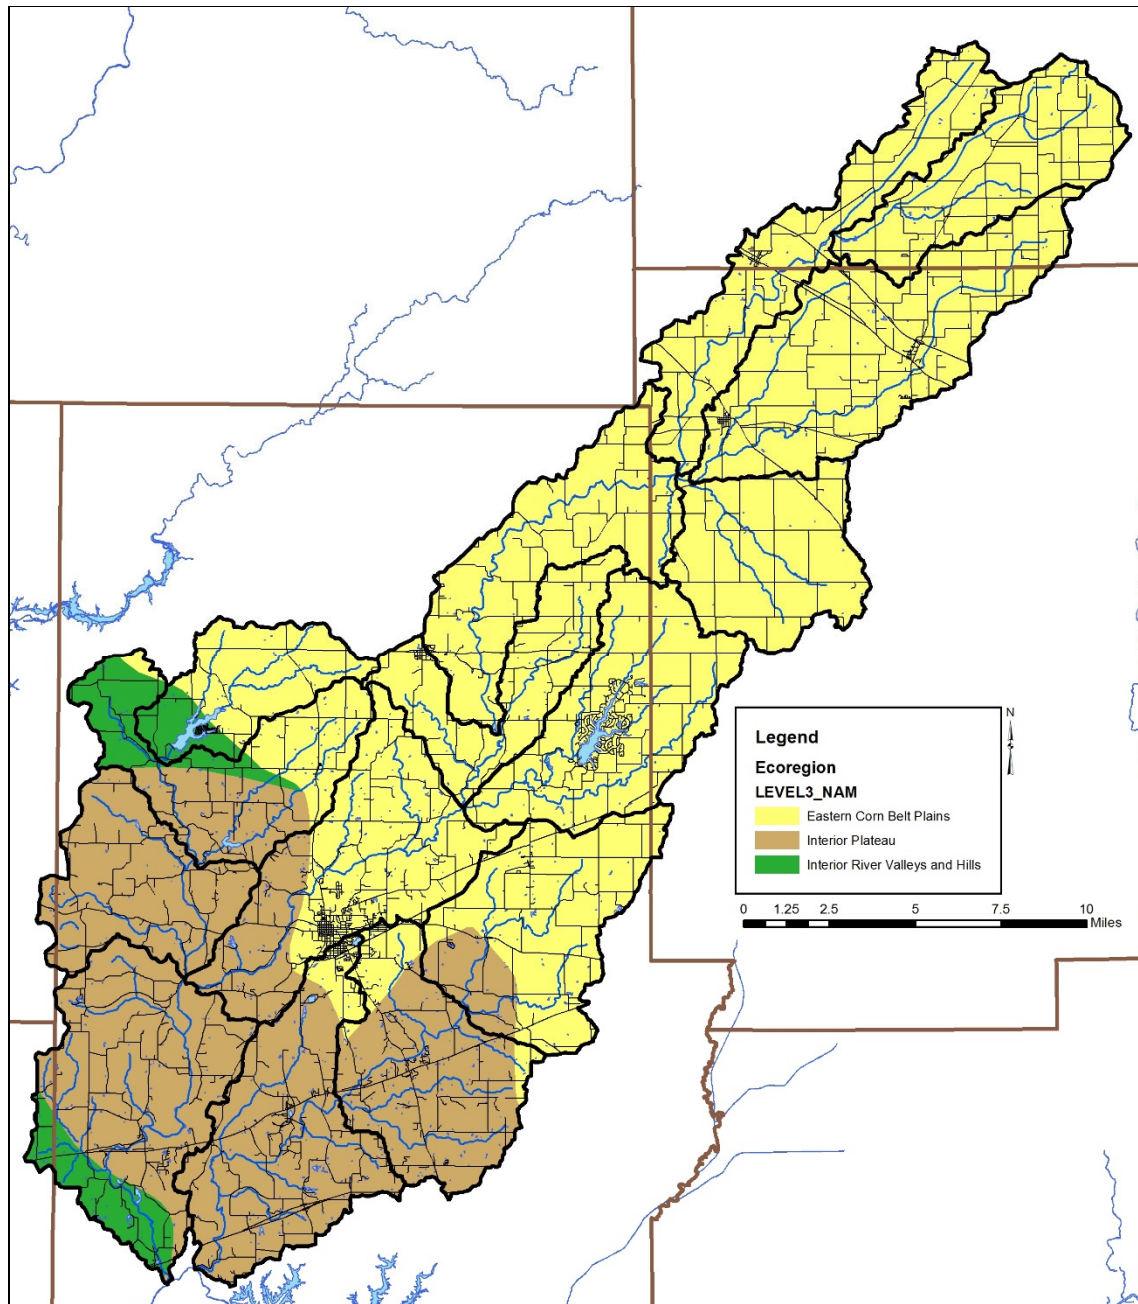 N
Legend
Ecoregion
LEVEL3_NAM
Eastern Corn Belt Plains
Interior Plateau
Interior River Valleys and Hills
0 1.25 2.5 5 7.5 10
Miles